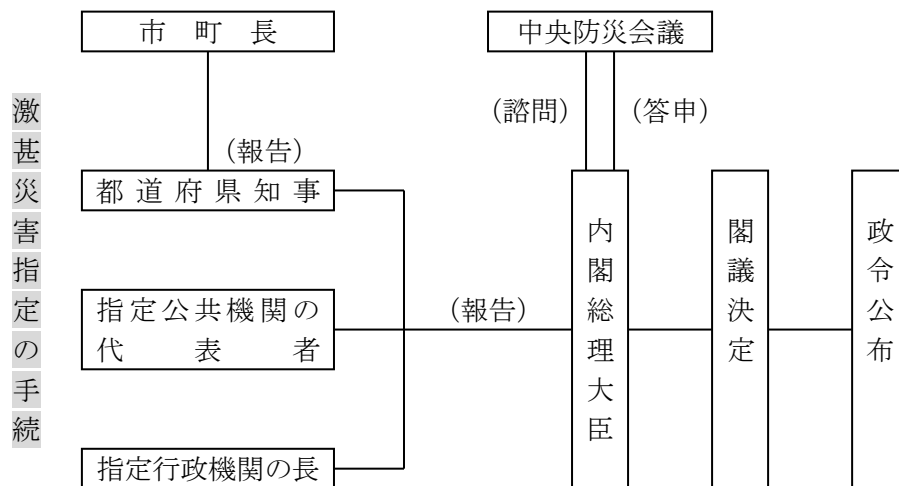 激甚災害指定の手続
市町長
中央防災会議
(諮問)
(答申)
(報告)
都道府県知事
指定公共機関の
代表者
指定行政機関の長
(報告)
内閣総理大臣
閣議決定
政令公布